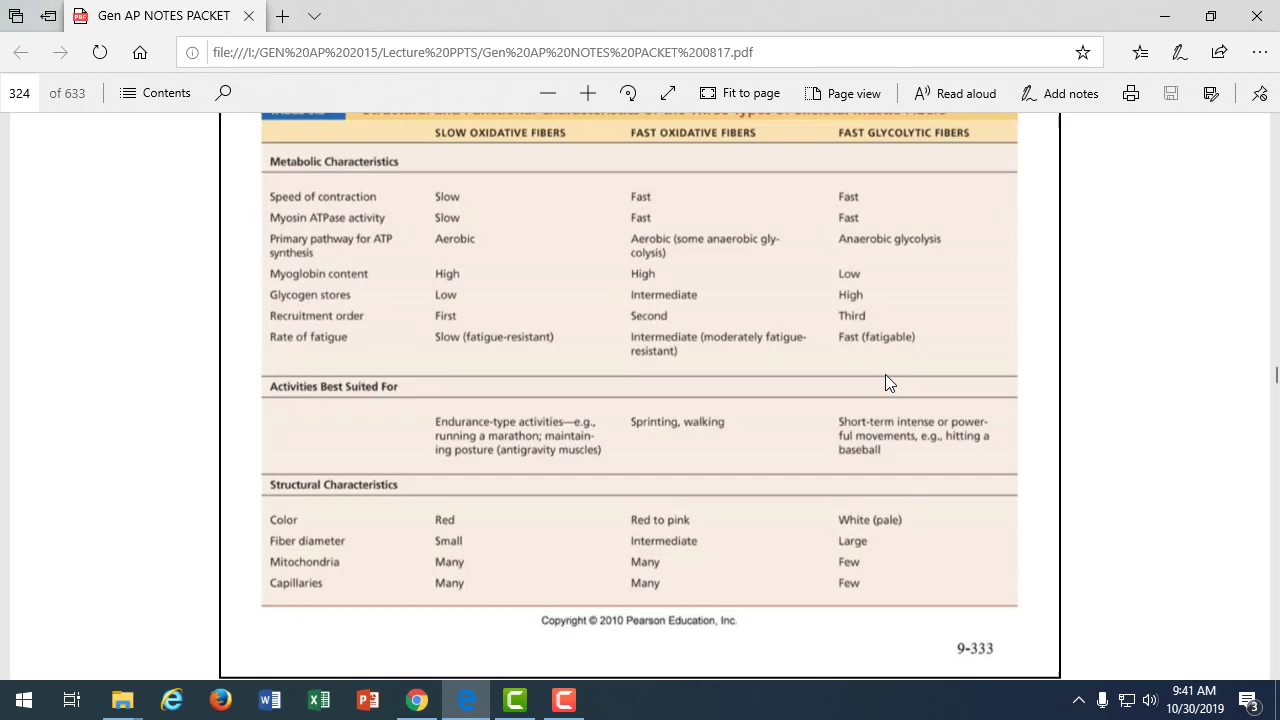 Gen AP NOTES PACKET
file:///I:/GEN%20AP%202015/Lecture%20PPTS/Gen%20AP%20NOTES%20PACKET%200817.pdf
324 of 633 Contents Fit to page Page view Read aloud Add notes
SLOW OXIDATIVE FIBERS FAST OXIDATIVE FIBERS FAST GLYCOLYTIC FIBERS
Metabolic Characteristics
Speed of contraction Slow Fast Fast
Myosin ATPase activity Slow Fast Fast
Primary pathway for ATP Aerobic Aerobic (some anaerobic gly- Anaerobic glycolysis
synthesis colysis)
Myoglobin content High High Low
Glycogen stores Low Intermediate High
Recruitment order First Second Third
Rate of fatigue Slow (fatigue-resistant) Intermediate (moderately fatigue- Fast (fatigable)
resistant)
Activities Best Suited For
Endurance-type activities—e.g., Sprinting, walking Short-term intense or power-
running a marathon; maintain- ful movements, e.g., hitting a
ing posture (antigravity muscles) baseball
Structural Characteristics
Color Red Red to pink White (pale)
Fiber diameter Small Intermediate Large
Mitochondria Many Many Few
Capillaries Many Many Few
Copyright © 2010 Pearson Education, Inc.
9-333
9:41 AM
10/30/2019
3